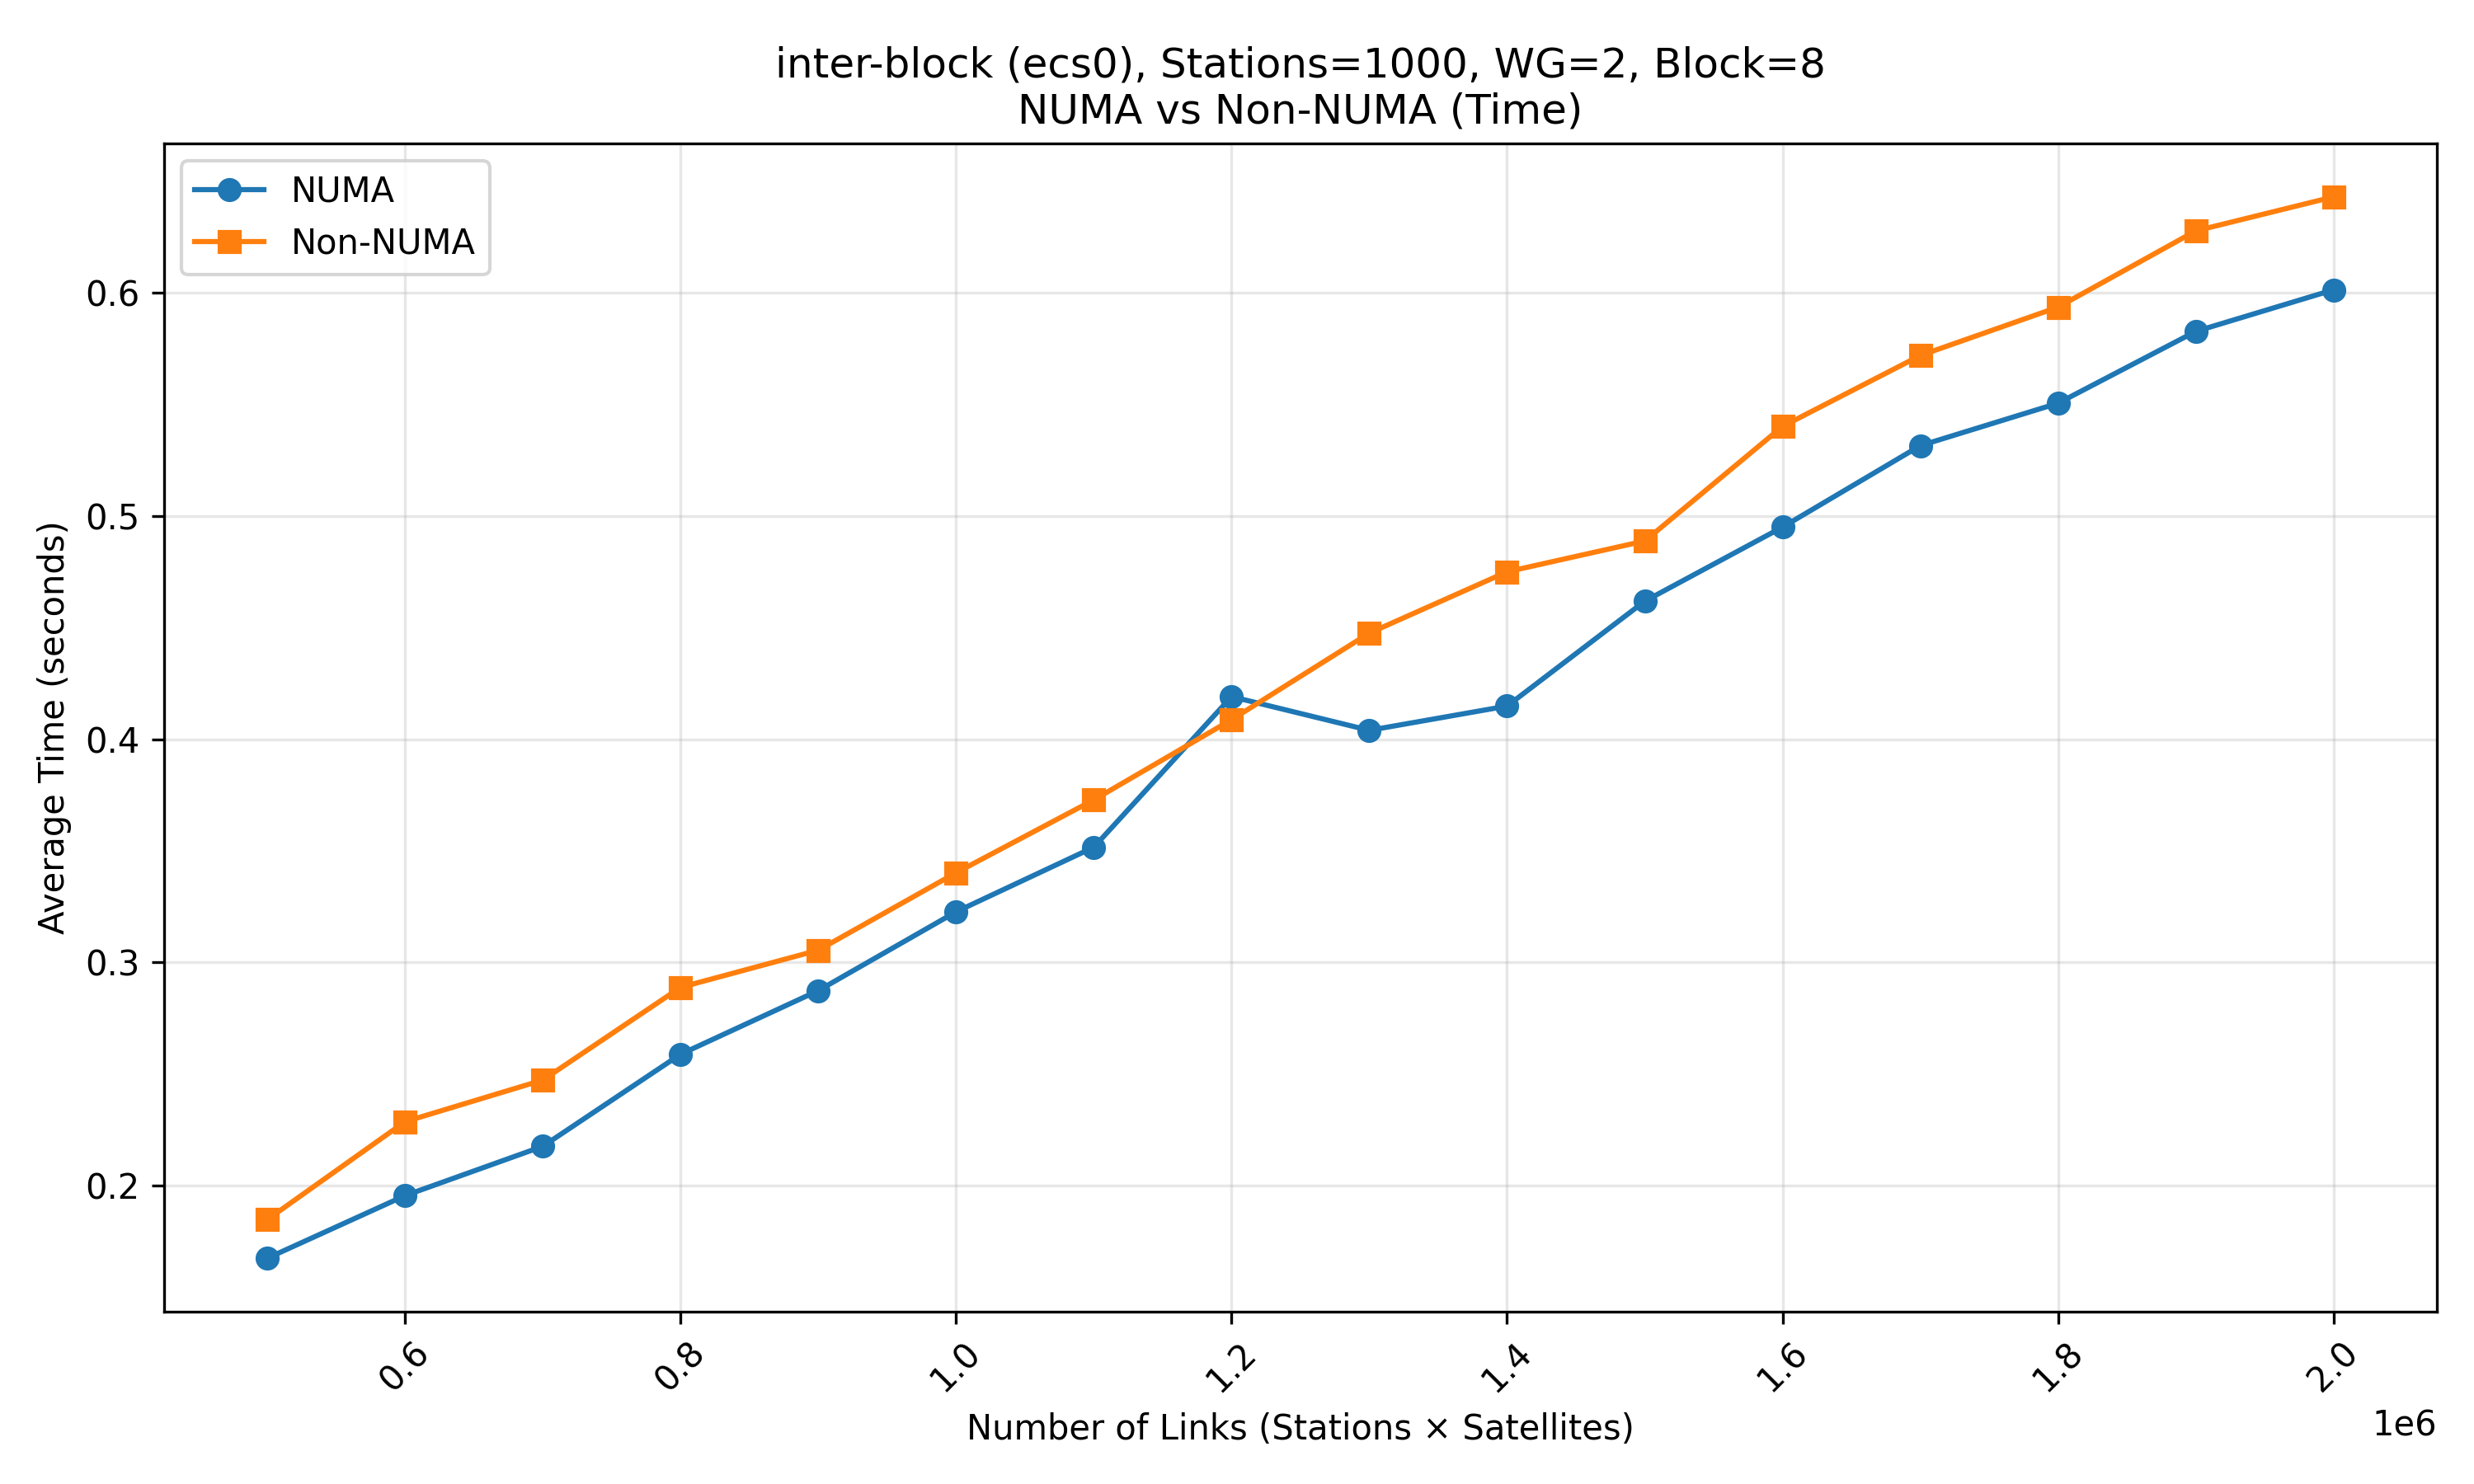 inter-block (ecs0), Stations=1000, WG=2, Block=8
NUMA vs Non-NUMA (Time)
NUMA
Non-NUMA
Average Time (seconds)
0.6
0.5
0.4
0.3
0.2
0.6
0.8
1.0
1.2
1.4
1.6
1.8
2.0
1e6
Number of Links (Stations × Satellites)